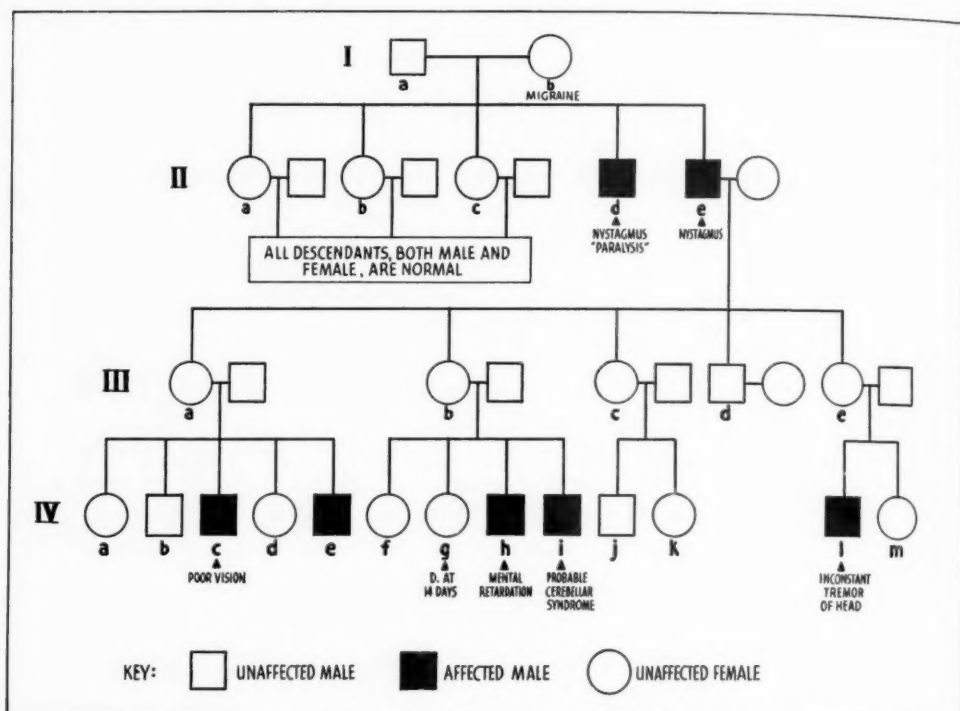 I
a
b
MIGRAINE
II
a
b
c
d
e
NYSTAGMUS
"PARALYSIS"
NYSTAGMUS
ALL DESCENDANTS, BOTH MALE AND
FEMALE, ARE NORMAL
III
a
b
c
d
e
IV
a
b
c
d
e
f
g
h
i
j
k
l
m
POOR VISION
D. AT
14 DAYS
MENTAL
RETARDATION
PROBABLE
CEREBELLAR
SYNDROME
INCONSTANT
TREMOR
OF HEAD
KEY: UNAFFECTED MALE AFFECTED MALE UNAFFECTED FEMALE